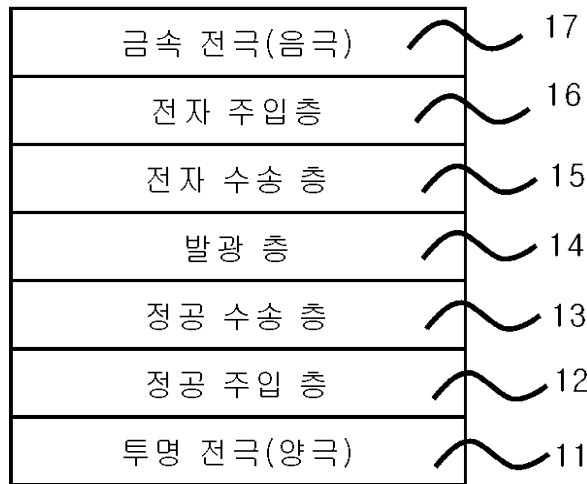 금속 전극(음극) 17
전자 주입층 16
전자 수송 층 15
발광 층 14
정공 수송 층 13
정공 주입 층 12
투명 전극(양극) 11